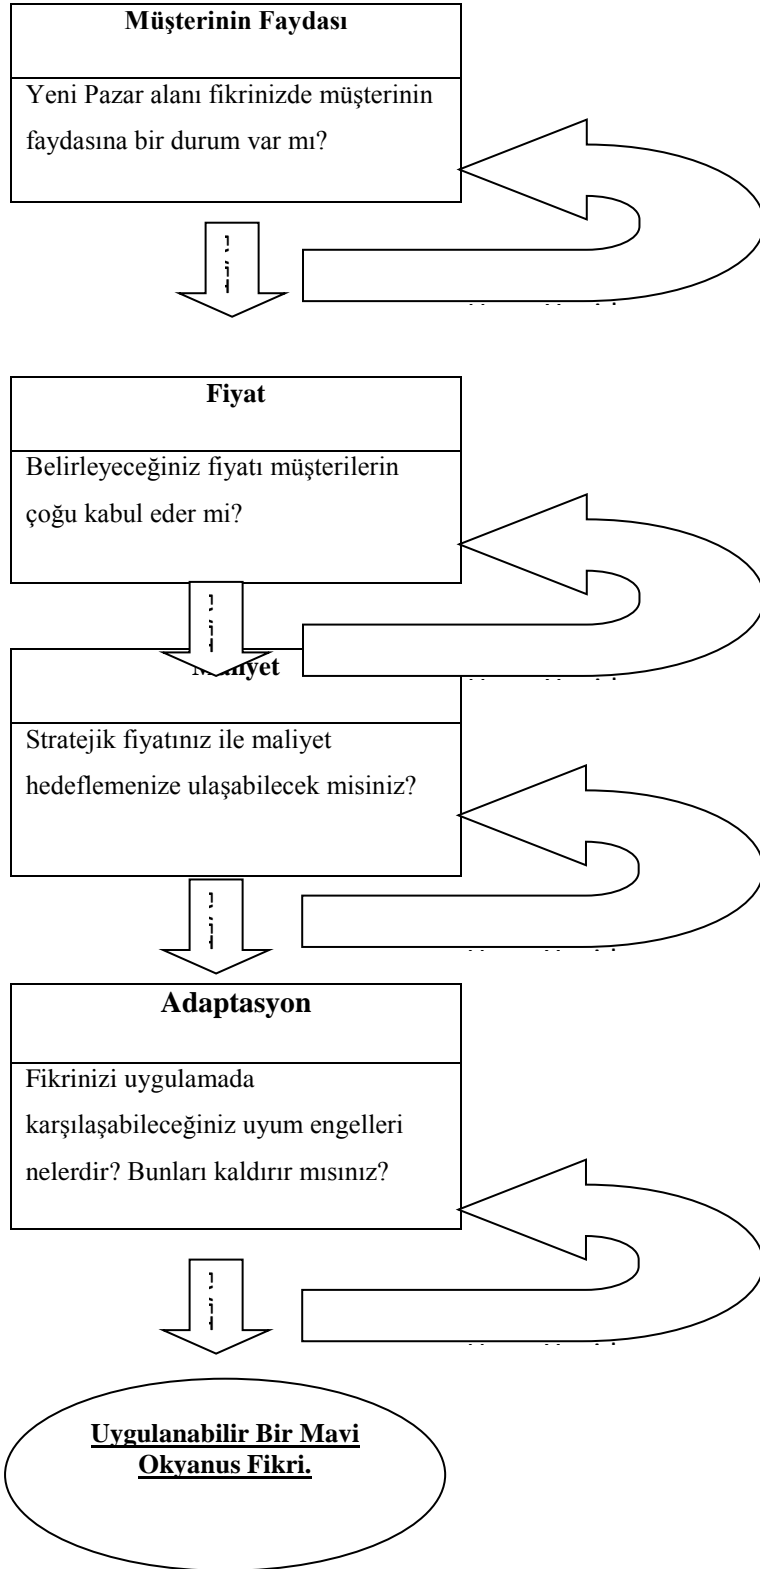 Müşterinin Faydası
Yeni Pazar alanı fikrinizde müşterinin
faydasına bir durum var mı?
Fiyat
Belirleyeceğiniz fiyatı müşterilerin
çoğu kabul eder mi?
Stratejik fiyatınız ile maliyet
hedeflemenize ulaşabilecek misiniz?
Adaptasyon
Fikrinizi uygulamada
karşılaşabileceğiniz uyum engelleri
nelerdir? Bunları kaldırır mısınız?
Uygulanabilir Bir Mavi
Okyanus Fikri.